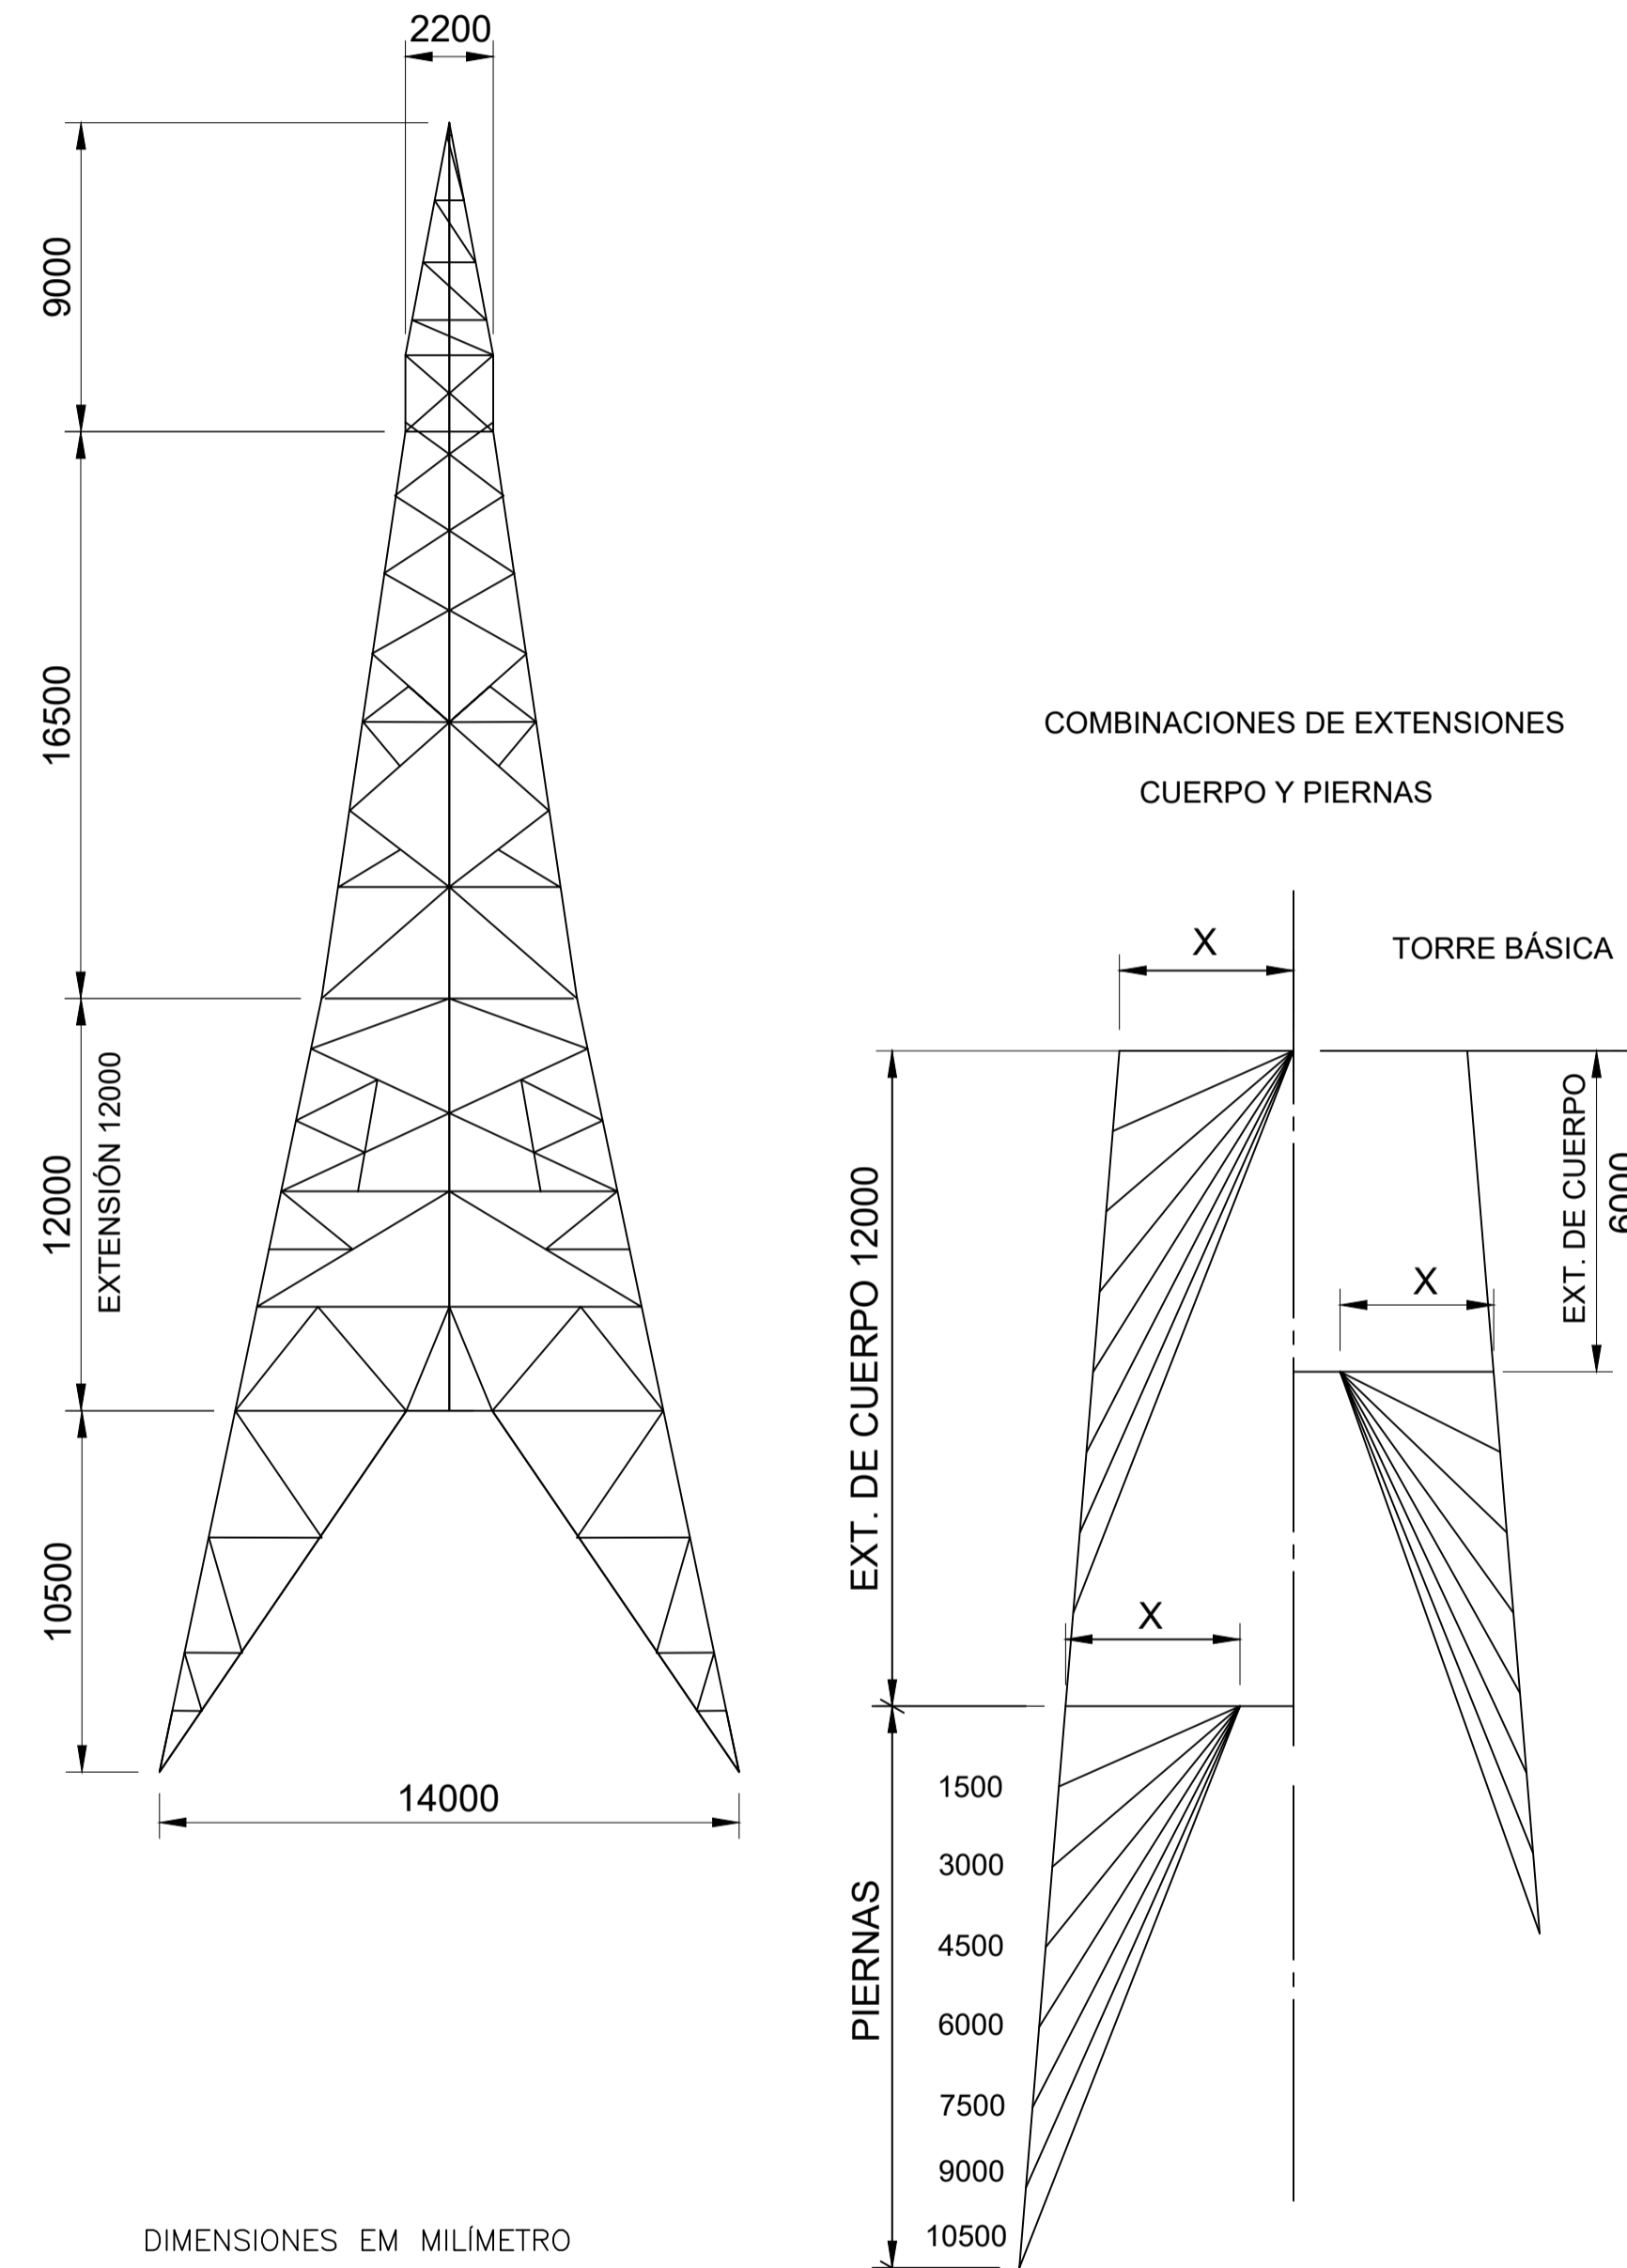 2200
9000
16500
12000
EXTENSIÓN 12000
10500
14000
DIMENSIONES EM MILÍMETRO
COMBINACIONES DE EXTENSIONES
CUERPO Y PIERNAS
X
TORRE BÁSICA
EXT. DE CUERPO 12000
EXT. DE CUERPO
6000
X
X
PIERNAS
1500
3000
4500
6000
7500
9000
10500